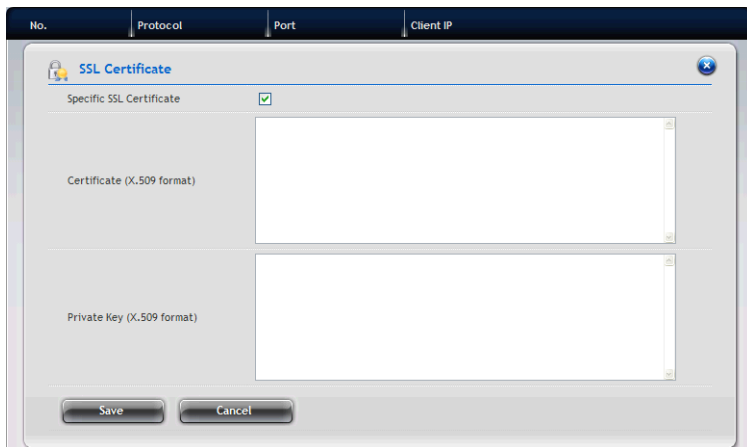 No. Protocol Port Client IP
SSL Certificate
Specific SSL Certificate
Certificate (X.509 format)
Private Key (X.509 format)
Save Cancel